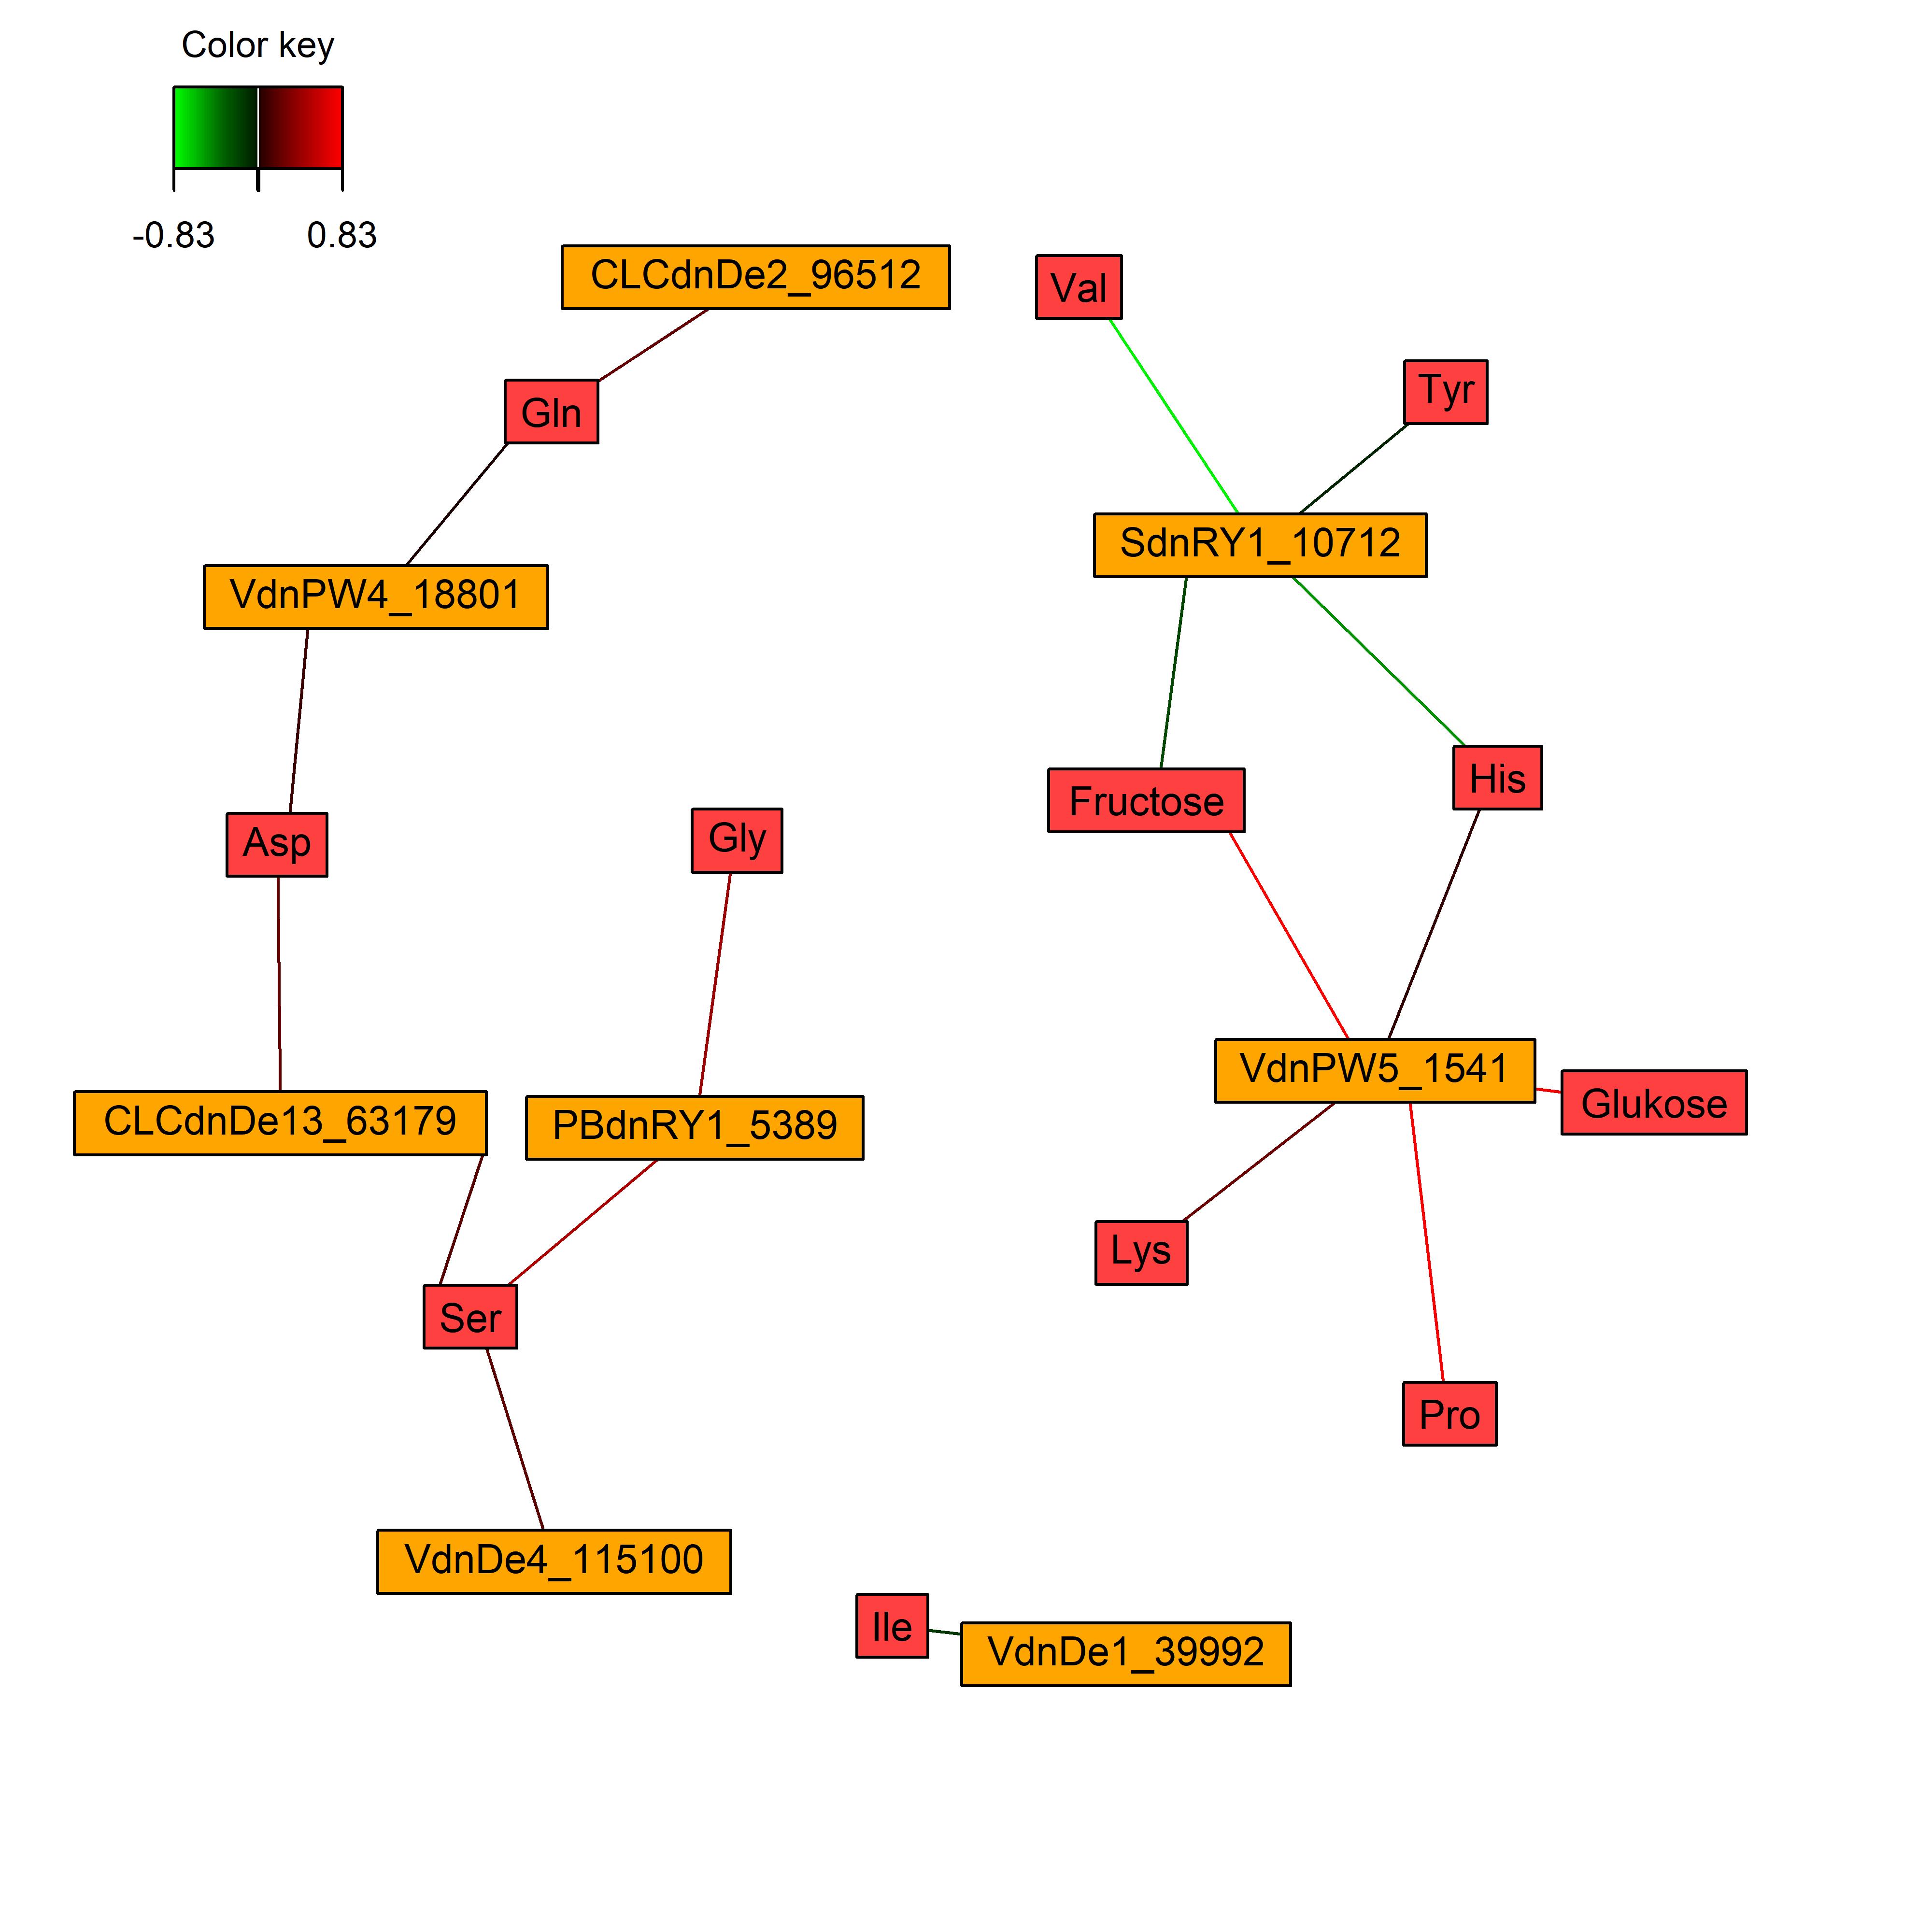 Color key
-0.83 0.83
CLCdnDe2_96512
Val
Tyr
Gln
SdnRY1_10712
VdnPW4_18801
His
Fructose
Asp
Gly
VdnPW5_1541
Glukose
CLCdnDe13_63179
PBdnRY1_5389
Lys
Ser
Pro
VdnDe4_115100
Ile
VdnDe1_39992